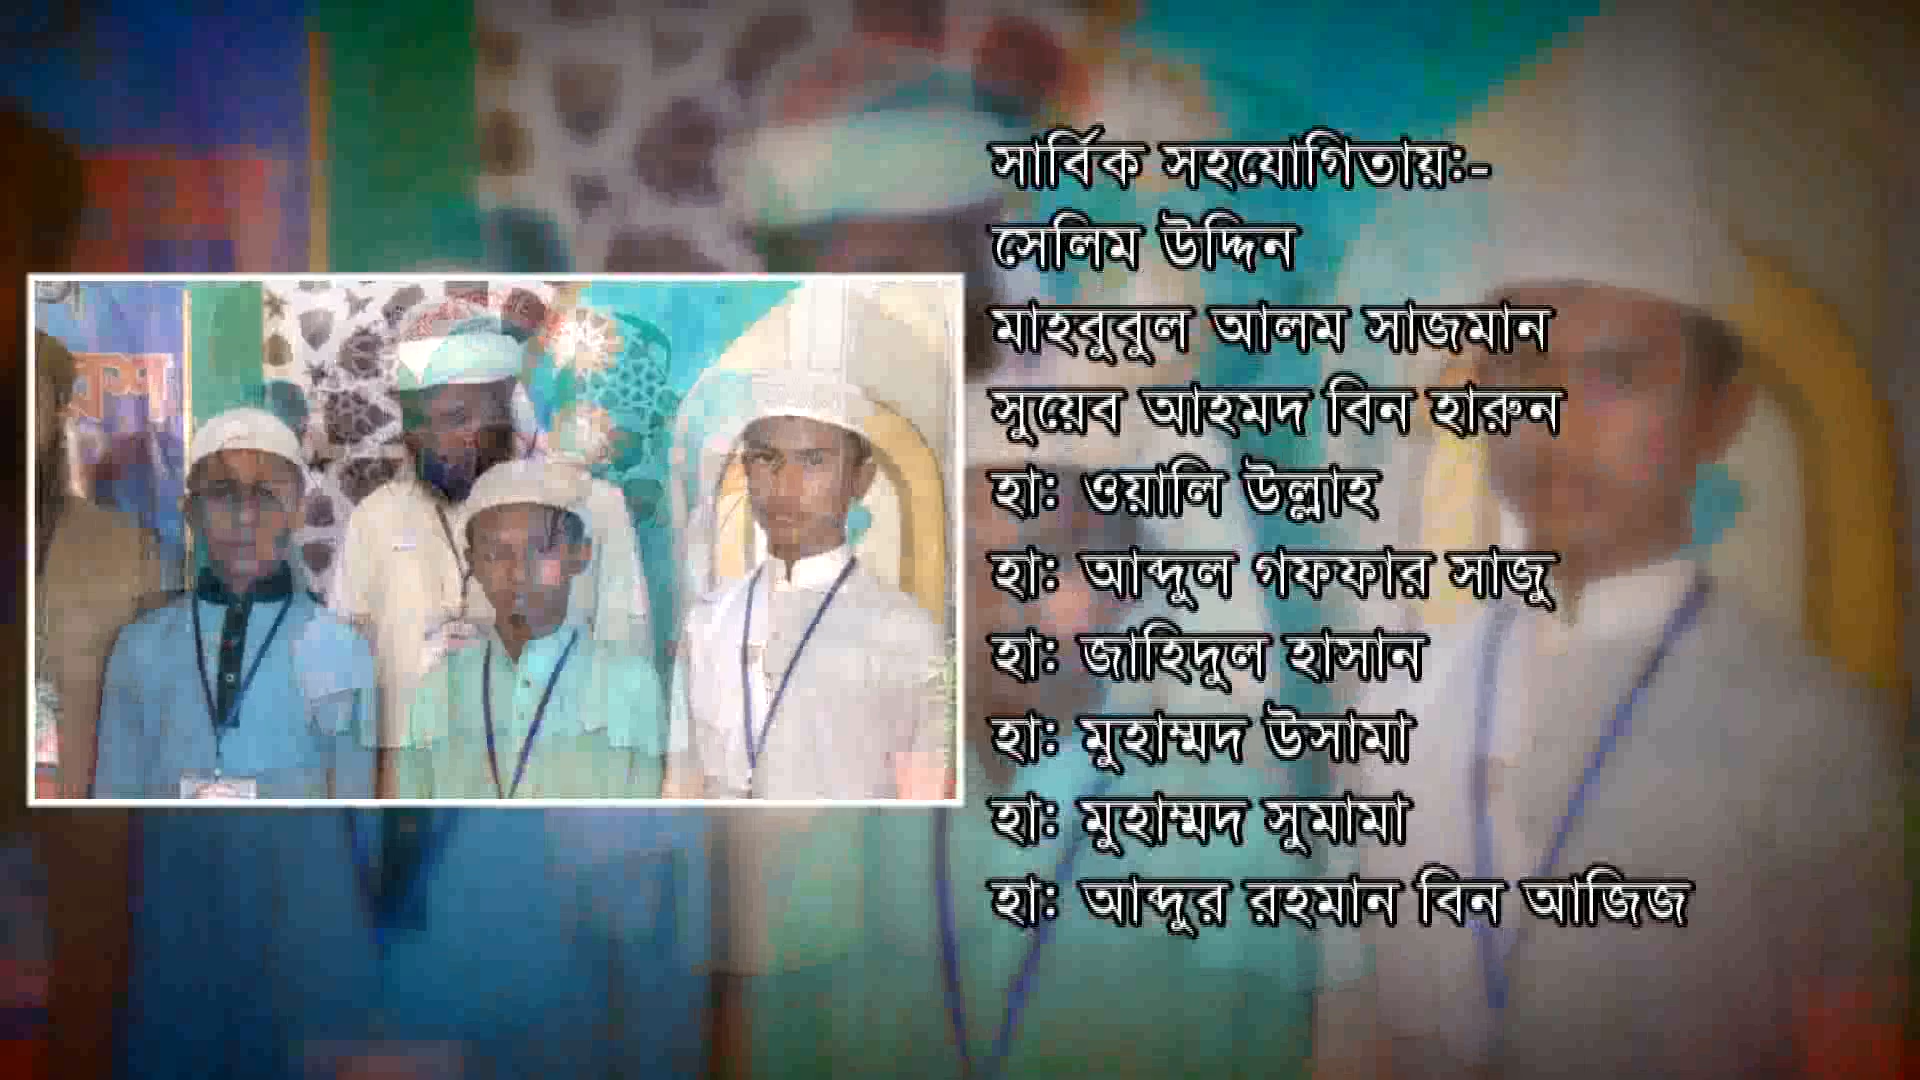 সার্বিক সহযোগিতায়ঃ-
সেলিম উদ্দিন
মাহবুবুল আলম সাজমান
সুয়েব আহমদ বিন হারুন
হাঃ ওয়ালি উল্লাহ
হাঃ আব্দুল গফফার সাজু
হাঃ জাহিদুল হাসান
হাঃ মুহাম্মদ উসামা
হাঃ মুহাম্মদ সুমামা
হাঃ আব্দুর রহমান বিন আজিজ